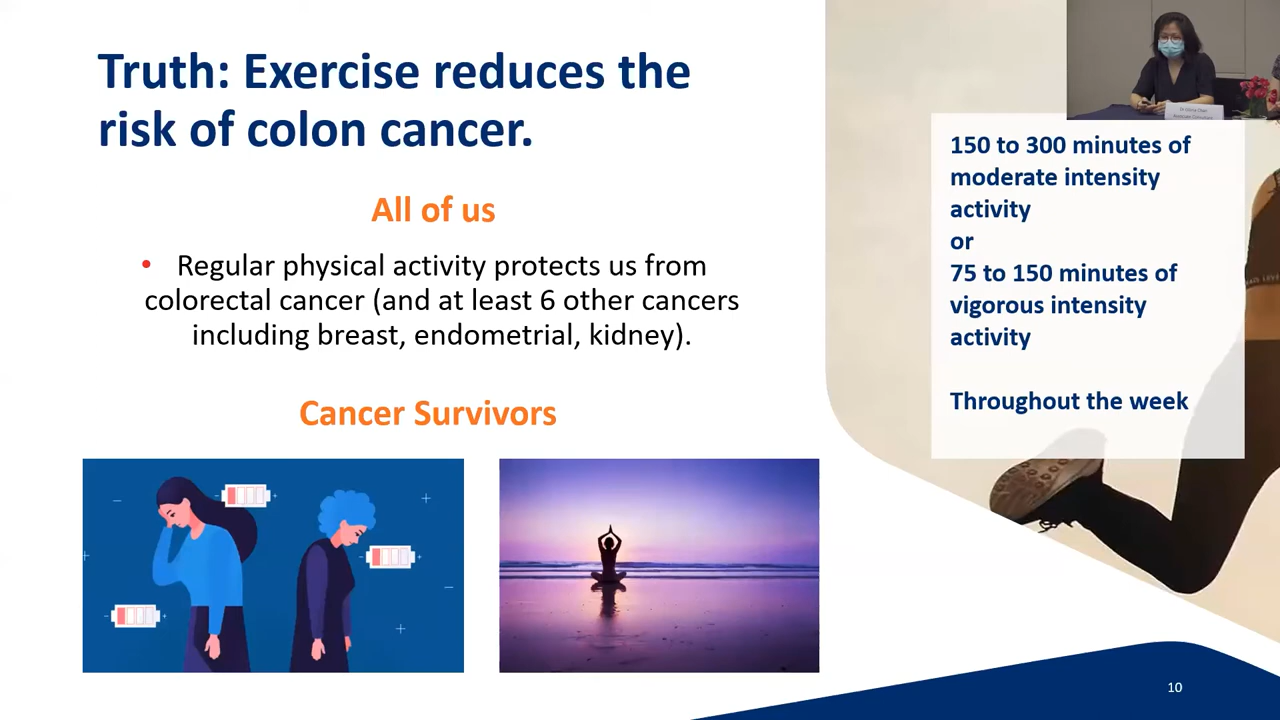 Truth: Exercise reduces the
risk of colon cancer.
All of us
• Regular physical activity protects us from
colorectal cancer (and at least 6 other cancers
including breast, endometrial, kidney).
Cancer Survivors
150 to 300 minutes of
moderate intensity
activity
or
75 to 150 minutes of
vigorous intensity
activity
Throughout the week
10